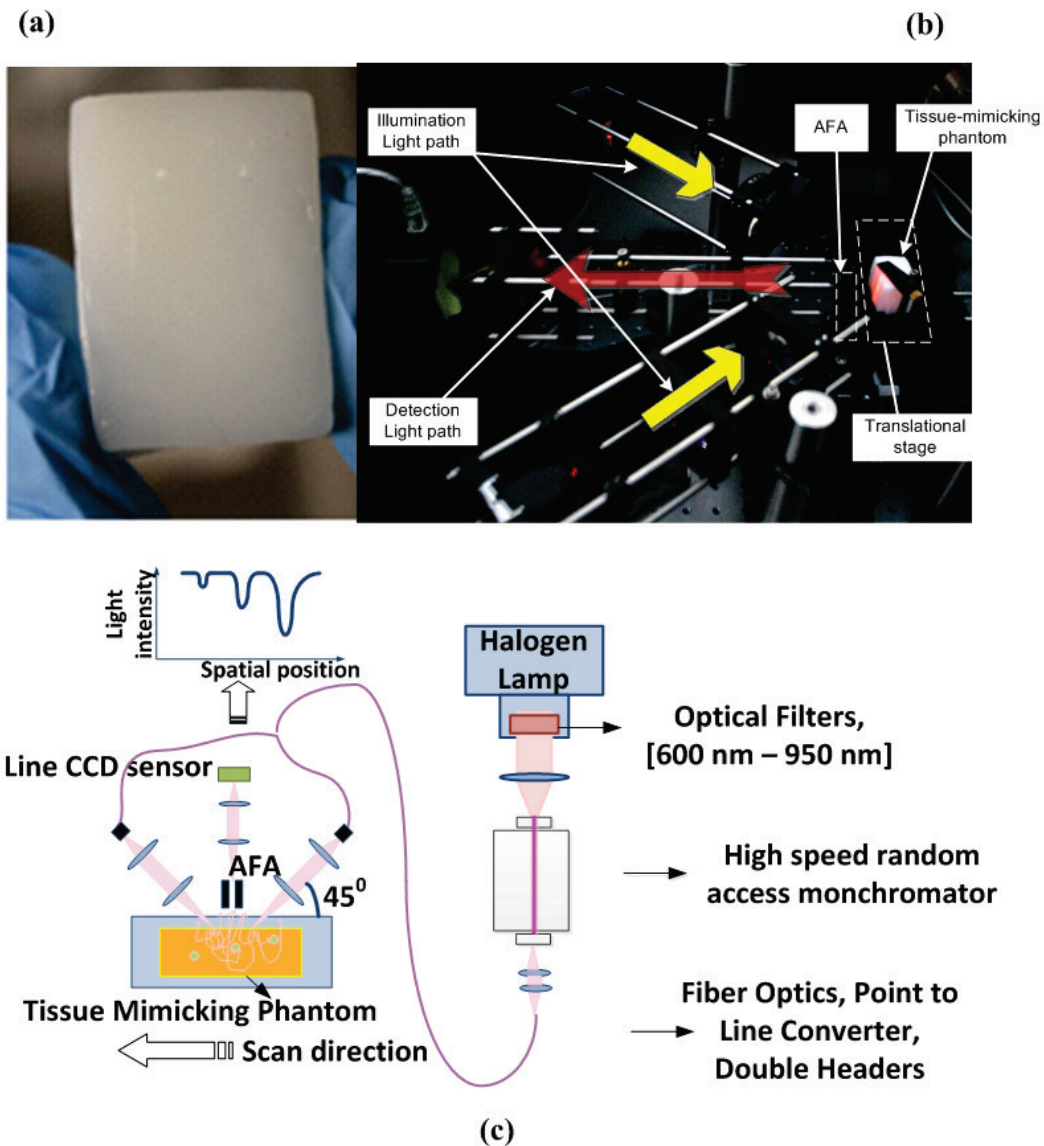 (a)
(b)
Illumination
Light path
AFA
Tissue-mimicking
phantom
Detection
Light path
Translational
stage
Light
intensity
Spatial position
Halogen
Lamp
Optical Filters,
[600 nm – 950 nm]
Line CCD sensor
AFA
45⁰
High speed random
access monochromator
Tissue Mimicking Phantom
Scan direction
Fiber Optics, Point to
Line Converter,
Double Headers
(c)